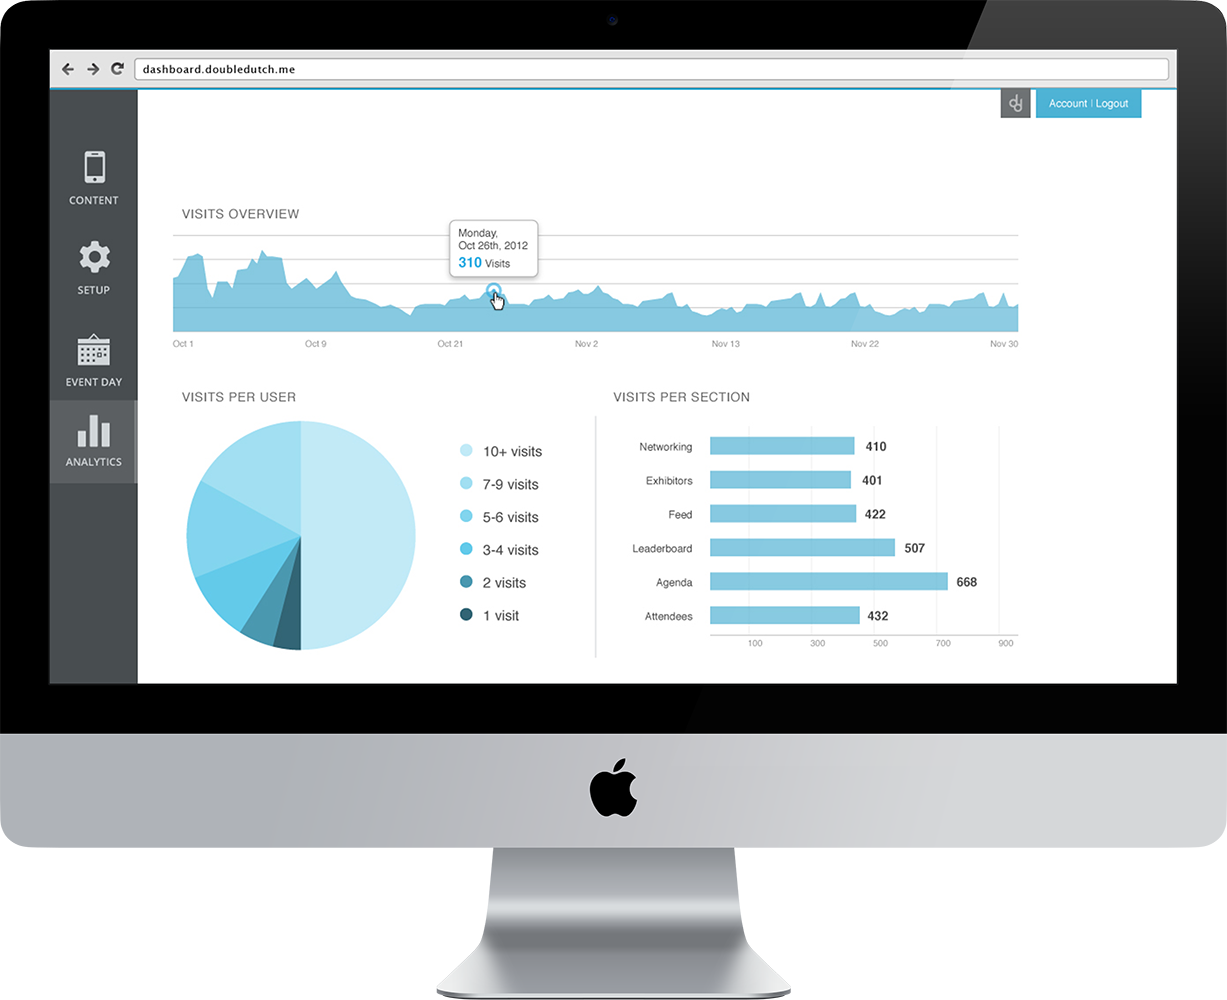 dashboard.doubledutch.me
Account | Logout
CONTENT
SETUP
EVENT DAY
ANALYTICS
VISITS OVERVIEW
Monday,
Oct 26th, 2012
310 Visits
Oct 1 Oct 9 Oct 21 Nov 2 Nov 13 Nov 22 Nov 30
VISITS PER USER
10+ visits
7-9 visits
5-6 visits
3-4 visits
2 visits
1 visit
VISITS PER SECTION
Networking 410
Exhibitors 401
Feed 422
Leaderboard 507
Agenda 668
Attendees 432
100 300 500 700 900